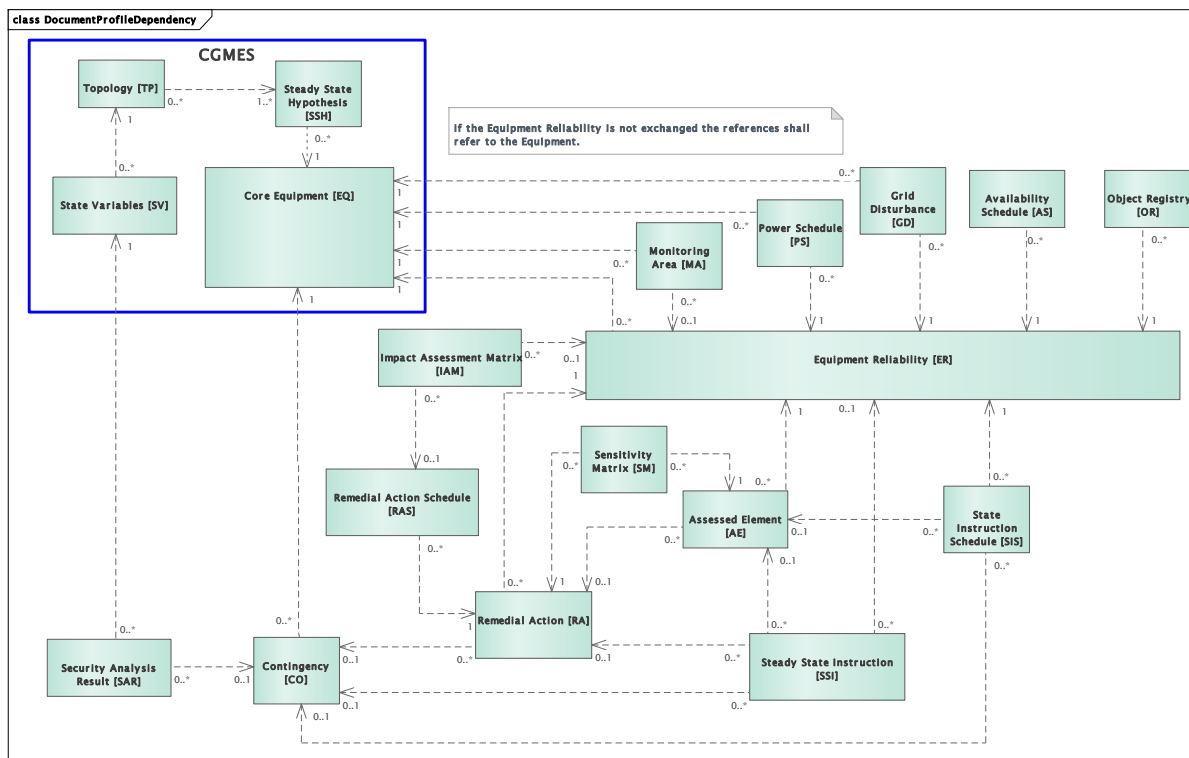 class DocumentProfileDependency
CGMES
Topology [TP]
0..*
1..*
Steady State
Hypothesis
[SSH]
1
0..*
0..*
1
State Variables [SV]
1
Core Equipment [EQ]
1
1
1
1
1
If the Equipment Reliability is not exchanged the references shall
refer to the Equipment.
0..*
Grid
Disturbance
[GD]
0..*
Availability
Schedule [AS]
0..*
Object Registry
[OR]
0..*
0..*
Power Schedule
[PS]
0..*
Monitoring
Area [MA]
0..*
0..*
0..*
0..1
1
1
1
1
Equipment Reliability [ER]
Impact Assessment Matrix
[IAM]
0..*
0..1
1
0..*
0..1
1
0..1
1
Sensitivity
Matrix [SM]
0..*
0..*
1
0..*
Remedial Action Schedule
[RAS]
0..*
Assessed Element
[AE]
0..*
0..1
0..1
0..*
0..*
State
Instruction
Schedule [SIS]
0..*
0..*
1
0..1
Remedial Action [RA]
1
0..*
0..1
0..*
0..*
0..*
Steady State Instruction
[SSI]
0..*
0..*
0..*
Security Analysis
Result [SAR]
0..*
0..1
Contingency
[CO]
0..1
0..1
0..1